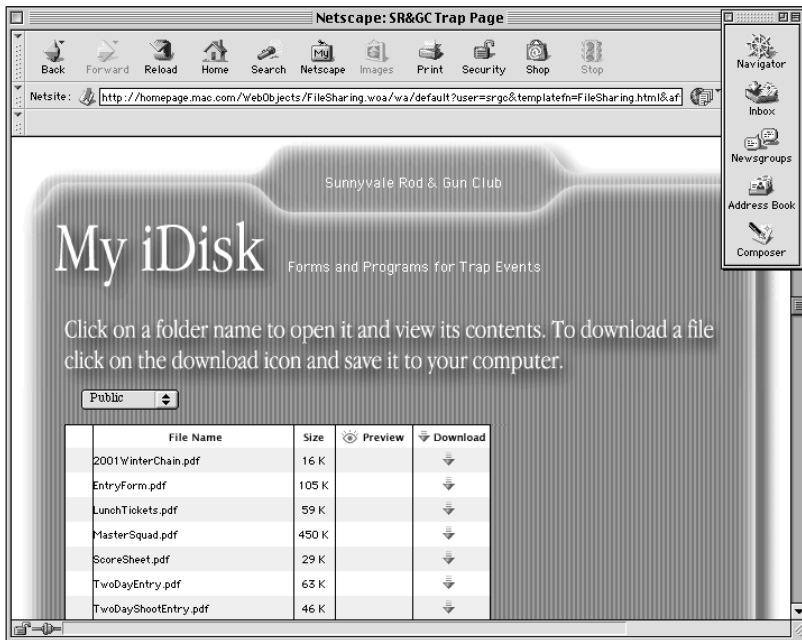 Netscape: SR&GC Trap Page
Back Forward Reload Home Search Netscape Images Print Security Shop Stop
My
Netsite: http://homepage.mac.com/WebObjects/FileSharing.woa/wa/default?user=srgc&templatefn=FileSharing.html&af
Navigator
Inbox
Newsgroups
Address Book
Composer
Sunnyvale Rod & Gun Club
My iDisk Forms and Programs for Trap Events
Click on a folder name to open it and view its contents. To download a file
click on the download icon and save it to your computer.
Public
File Name Size Preview Download
2001WinterChain.pdf 16 K
EntryForm.pdf 105 K
LunchTickets.pdf 59 K
MasterSquad.pdf 450 K
ScoreSheet.pdf 29 K
TwoDayEntry.pdf 63 K
TwoDayShootEntry.pdf 46 K